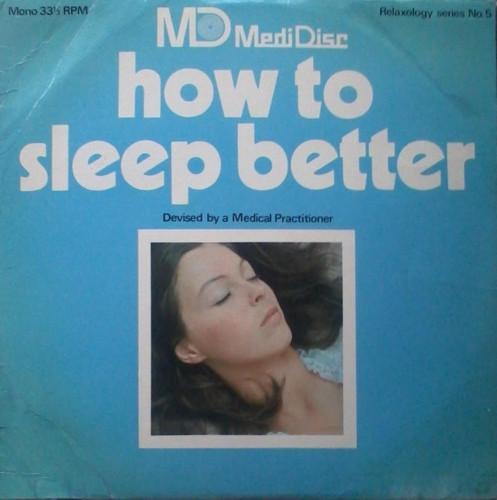 Mono 33⅓ RPM
Relaxology series No.5
MD MediDisc
how to
sleep better
Devised by a Medical Practitioner